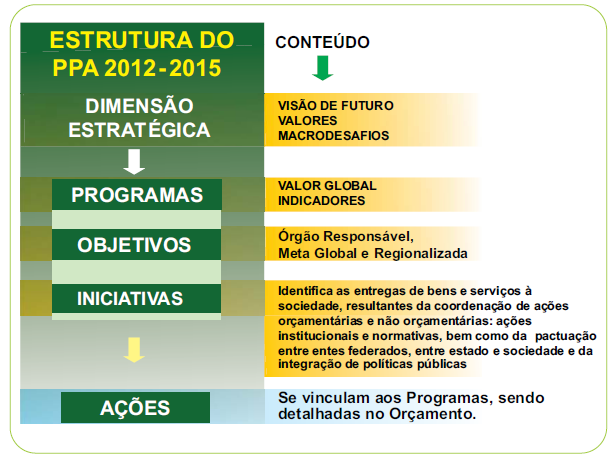 ESTRUTURA DO
PPA 2012-2015
CONTEÚDO
DIMENSÃO
ESTRATÉGICA
VISÃO DE FUTURO
VALORES
MACRODESAFIOS
PROGRAMAS
VALOR GLOBAL
INDICADORES
OBJETIVOS
Órgão Responsável,
Meta Global e Regionalizada
INICIATIVAS
Identifica as entregas de bens e serviços à
sociedade, resultantes da coordenação de ações
orçamentárias e não orçamentárias: ações
institucionais e normativas, bem como da pactuação
entre entes federados, entre estado e sociedade e da
integração de políticas públicas
AÇÕES
Se vinculam aos Programas, sendo
detalhadas no Orçamento.